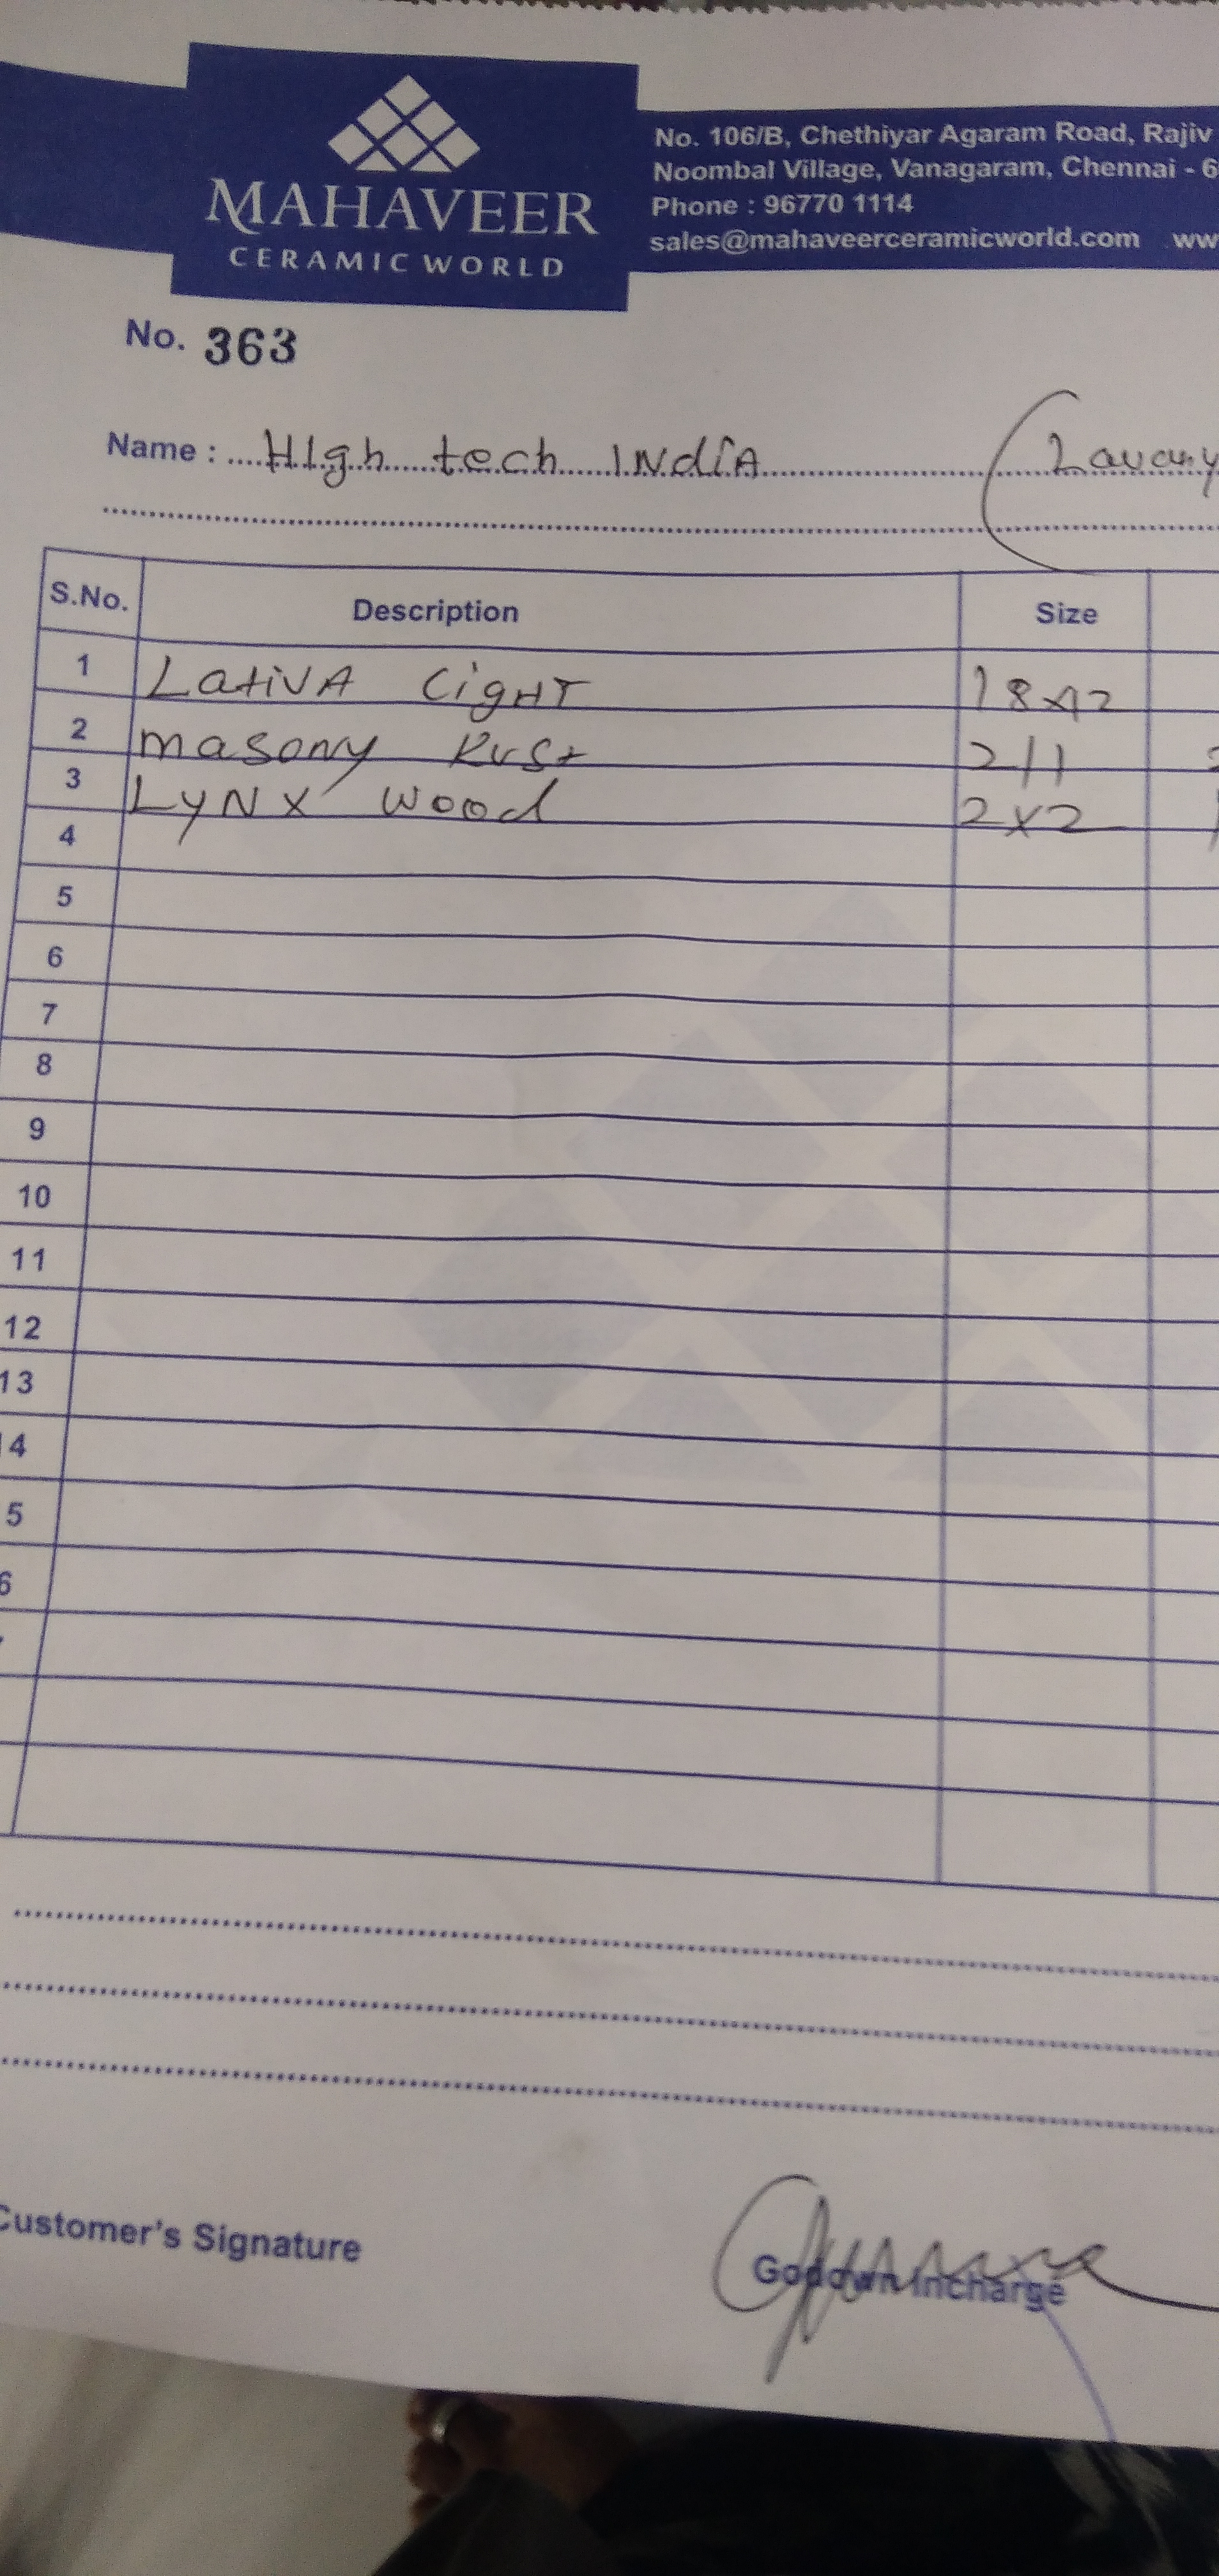 MAHAVEER
CERAMIC WORLD
No. 106/B, Chethiyar Agaram Road, Rajiv
Noombal Village, Vanagaram, Chennai - 6
Phone : 96770 1114
sales@mahaveerceramicworld.com ww
No. 363
Name : HIgh tech INdiA (Lavany
S.No. Description Size
1 LAtiVA LigHT 18x12
2 masony RUSt 2/1
3 LyNX Wood 2x2
4
5
6
7
8
9
10
11
12
13
14
5
6
Customer's Signature Godown Incharge